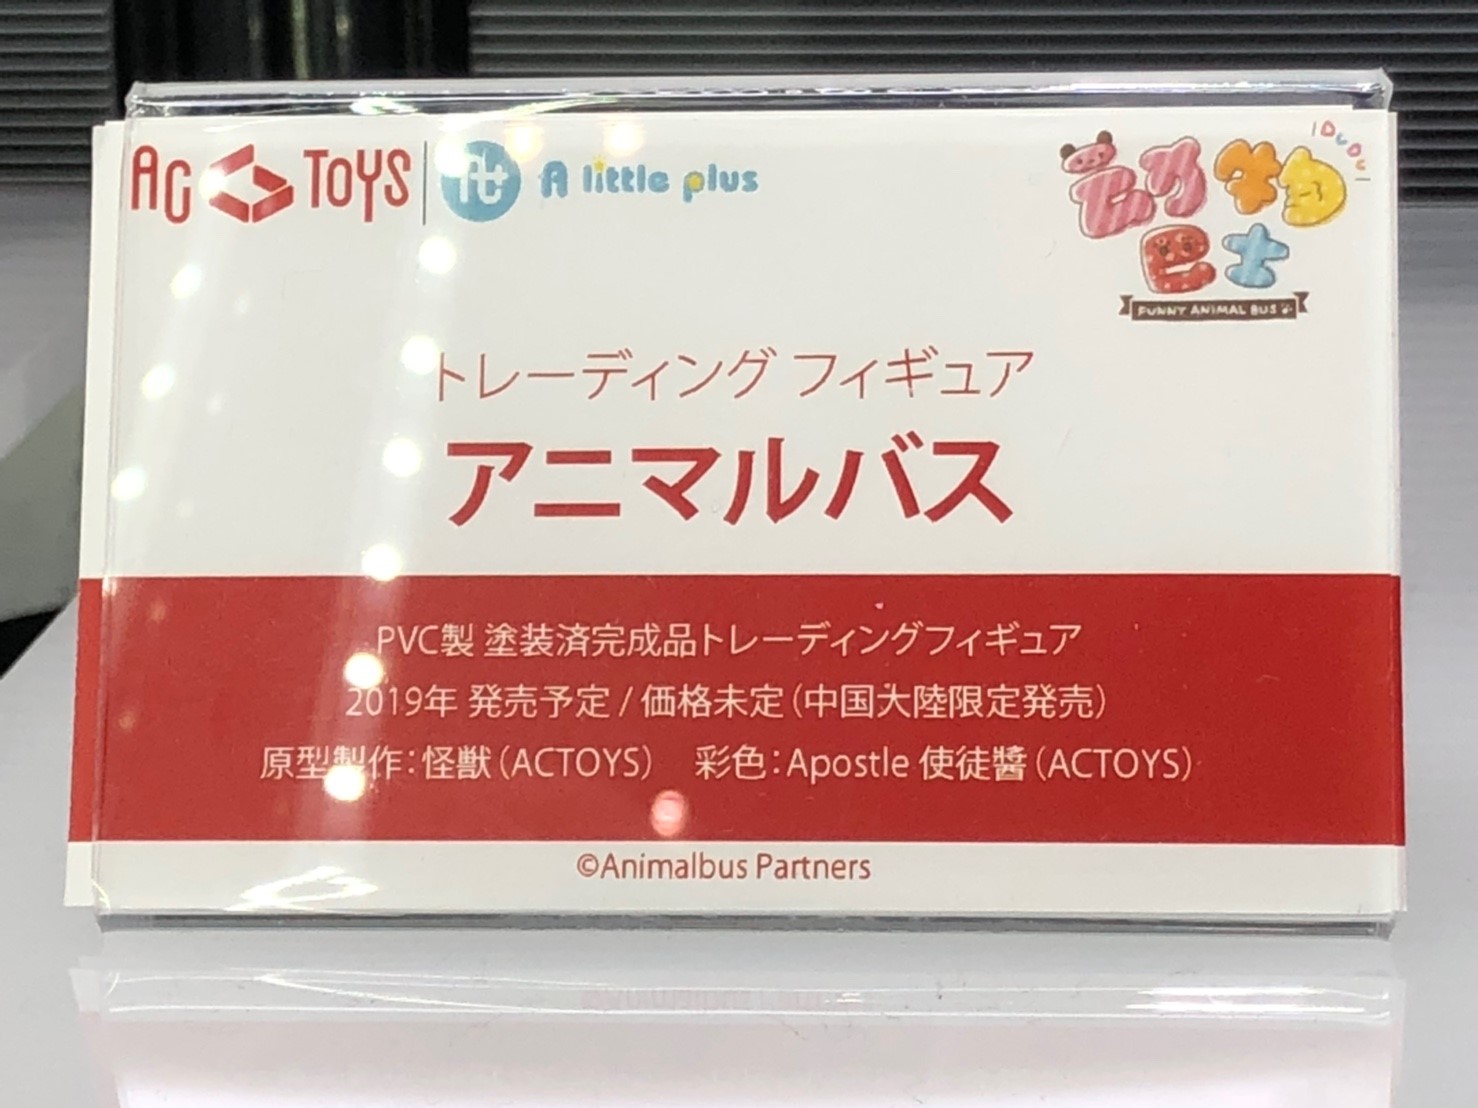 ACTOYS
A little plus
动物巴士
FUNNY ANIMAL BUS
トレーディング フィギュア
アニマルバス
PVC製 塗装済完成品トレーディングフィギュア
2019年 発売予定 / 価格未定（中国大陸限定発売）
原型製作：怪獣（ACTOYS） 彩色：Apostle 使徒醬（ACTOYS）
©Animalbus Partners